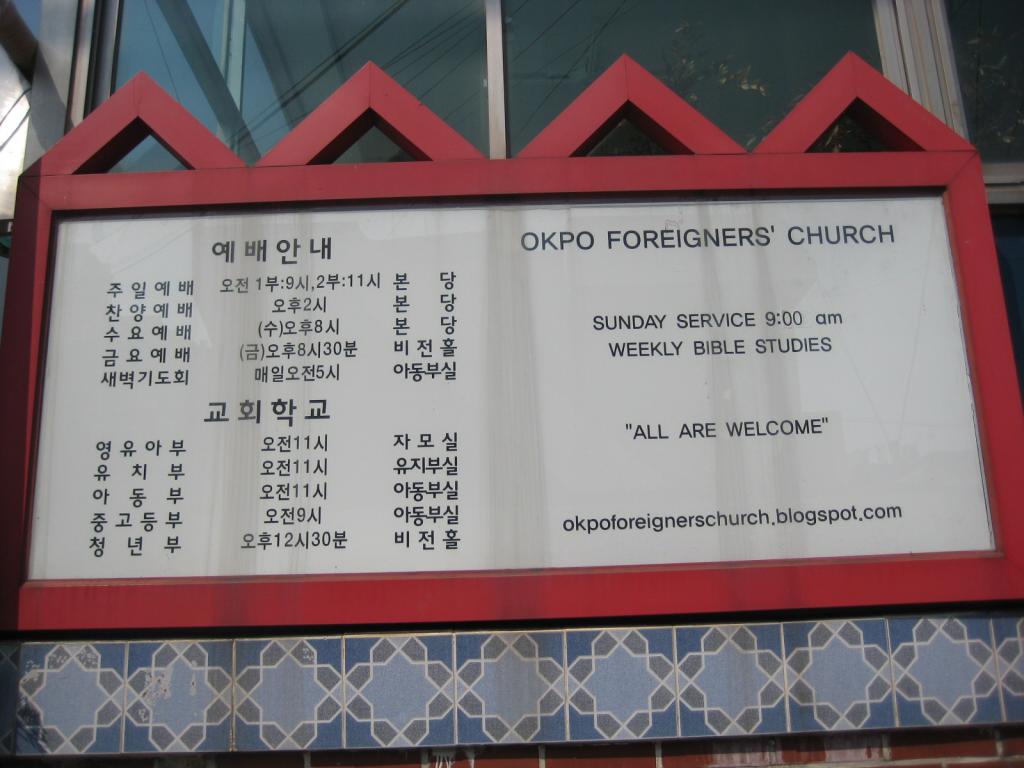 예배안내
주일예배 오전 1부:9시,2부:11시 본당
찬양예배 오후2시 본당
수요예배 (수)오후8시 본당
금요예배 (금)오후8시30분 비전홀
새벽기도회 매일오전5시 아동부실
교회학교
영유아부 오전11시 자모실
유치부 오전11시 유지부실
아동부 오전11시 아동부실
중고등부 오전9시 아동부실
청년부 오후12시30분 비전홀
OKPO FOREIGNERS' CHURCH
SUNDAY SERVICE 9:00 am
WEEKLY BIBLE STUDIES
"ALL ARE WELCOME"
okpoforeignerschurch.blogspot.com